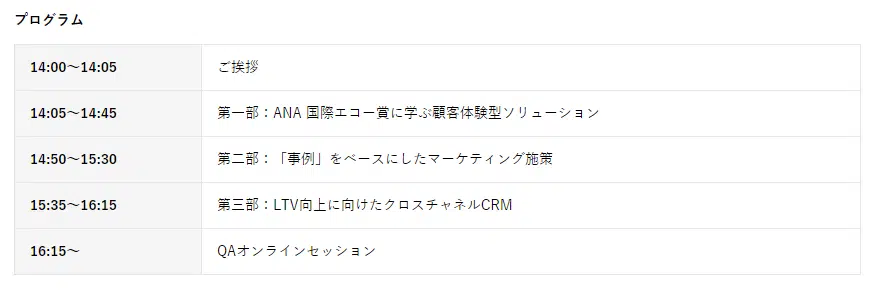 プログラム
14:00～14:05 ご挨拶
14:05～14:45 第一部：ANA 国際エコー賞に学ぶ顧客体験型ソリューション
14:50～15:30 第二部：「事例」をベースにしたマーケティング施策
15:35～16:15 第三部：LTV向上に向けたクロスチャネルCRM
16:15～ QAオンラインセッション